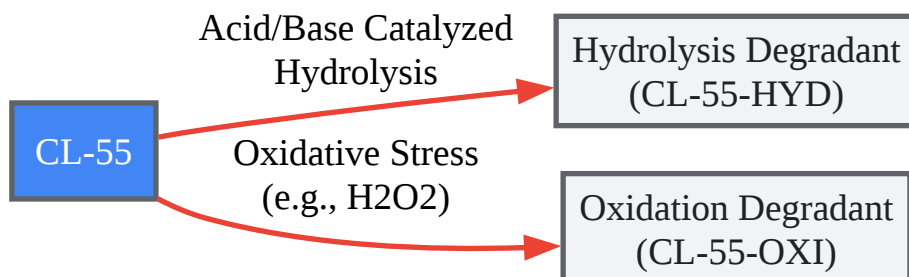 CL-55
Acid/Base Catalyzed
Hydrolysis
Hydrolysis Degradant
(CL-55-HYD)
Oxidative Stress
(e.g., H2O2)
Oxidation Degradant
(CL-55-OXI)